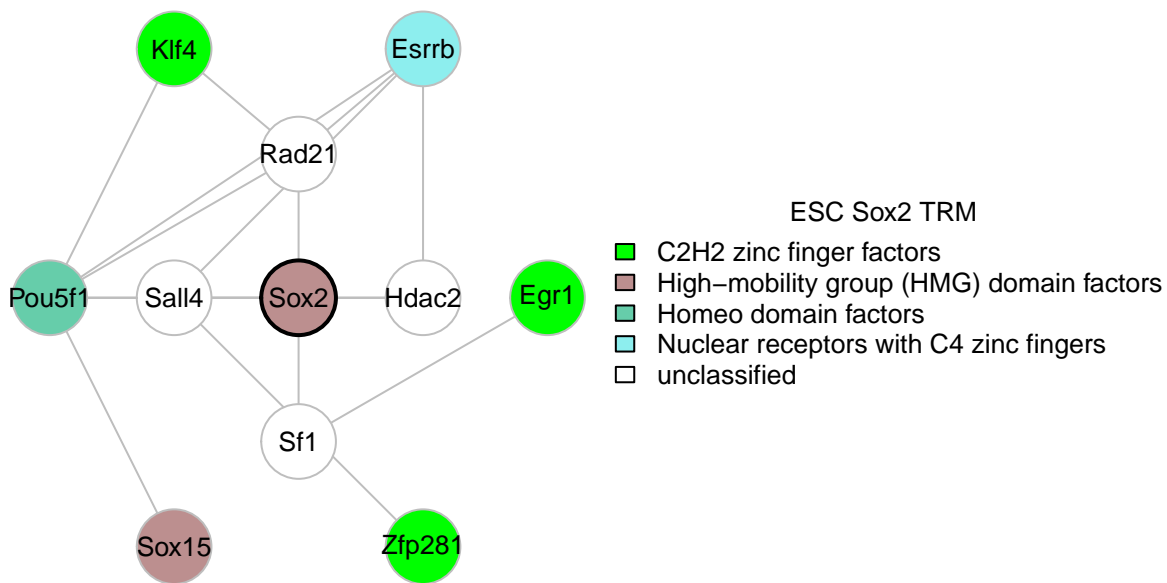 Klf4
Esrrb
Rad21
Pou5f1
Sall4
Sox2
Hdac2
Egr1
Sf1
Sox15
Zfp281
ESC Sox2 TRM
C2H2 zinc finger factors
High−mobility group (HMG) domain factors
Homeo domain factors
Nuclear receptors with C4 zinc fingers
unclassified